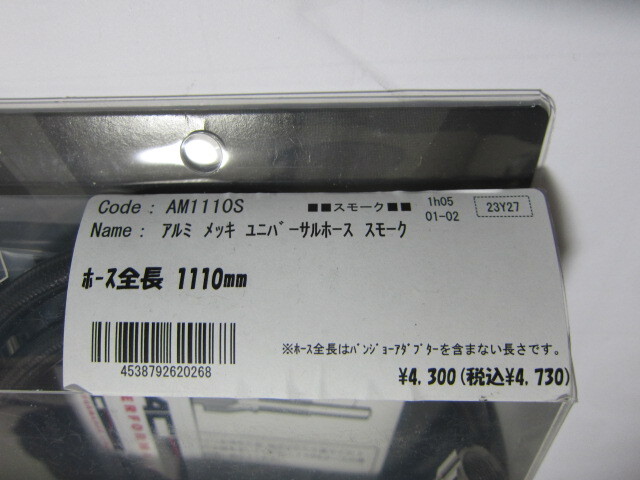 Code : AM1110S ■■スモーク■■ 1h05 23Y27
01-02
Name : アルミ メッキ ユニバーサルホース スモーク
ホース全長 1110mm
※ホース全長はバンジョーアダプターを含まない長さです。
4538792620268
¥4,300(税込¥4,730)
ERFORM